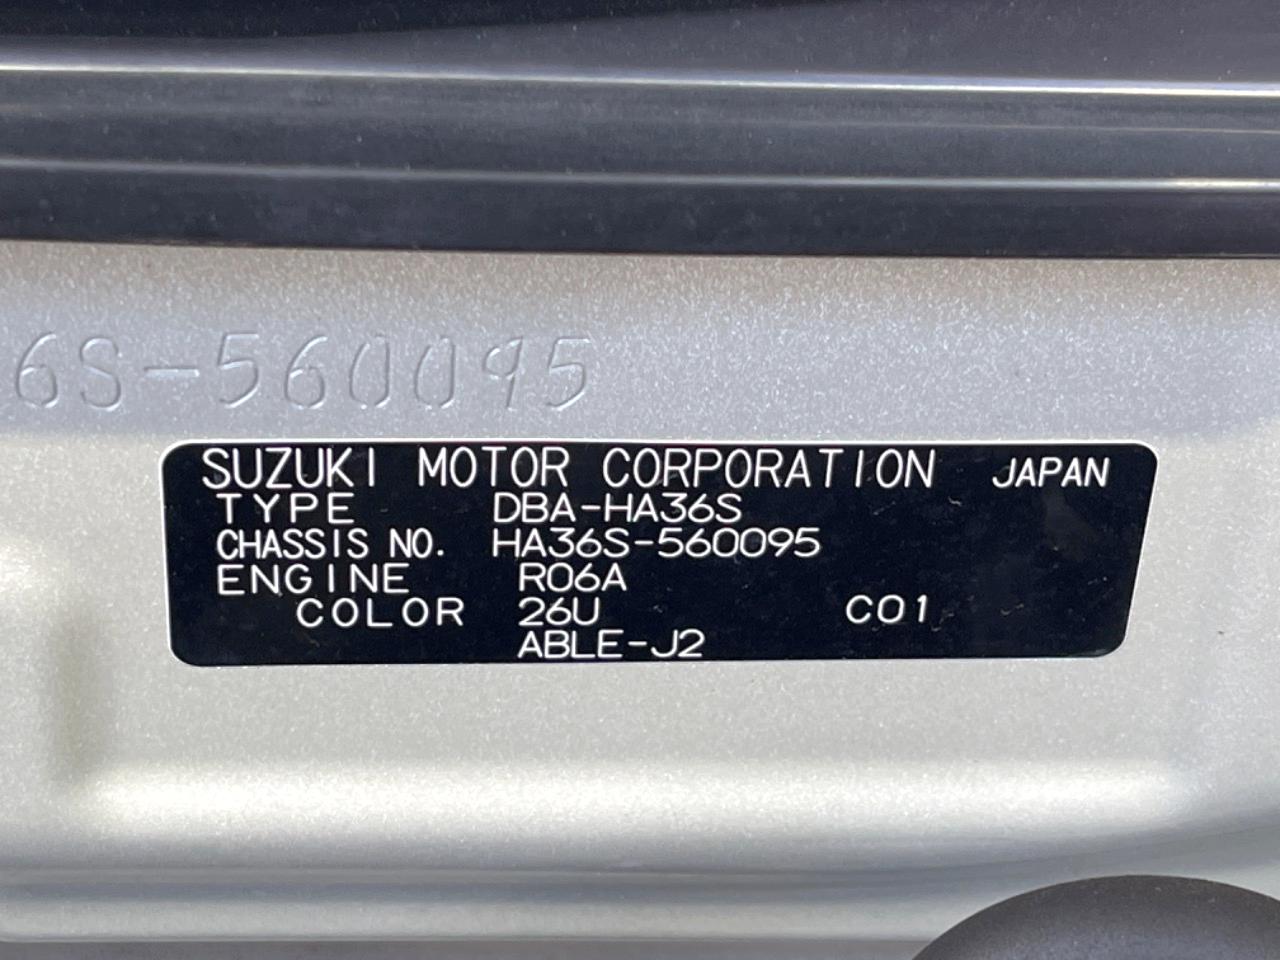 6S-560095
SUZUKI MOTOR CORPORATION JAPAN
TYPE DBA-HA36S
CHASSIS NO. HA36S-560095
ENGINE R06A
COLOR 26U C01
ABLE-J2